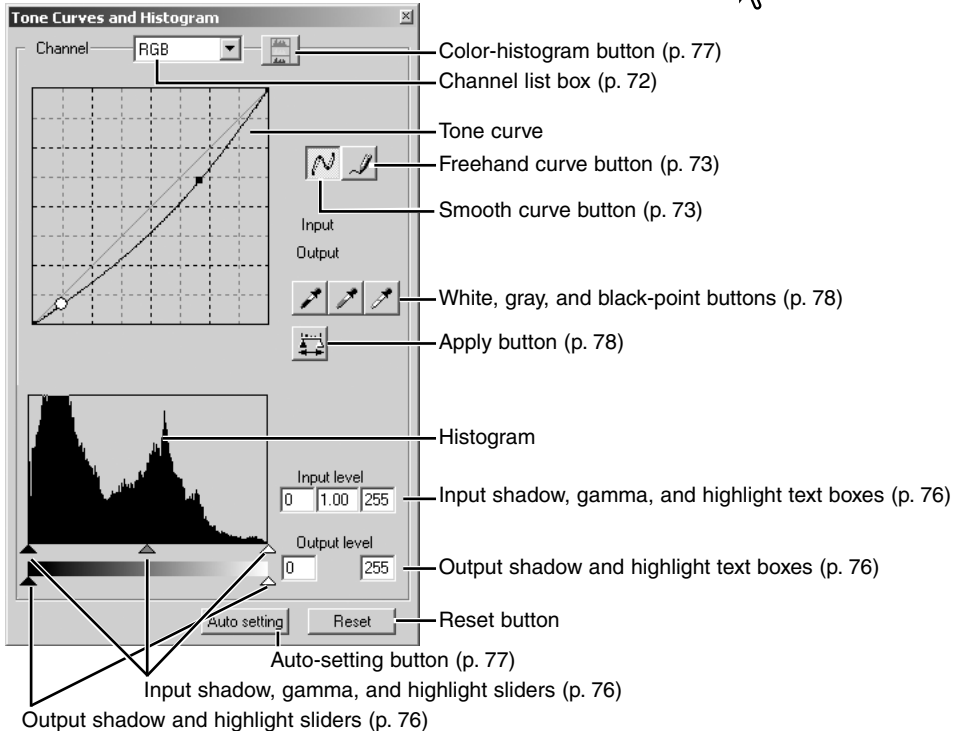 Tone Curves and Histogram
Channel
RGB
Color-histogram button (p. 77)
Channel list box (p. 72)
Tone curve
Freehand curve button (p. 73)
Smooth curve button (p. 73)
Input
Output
White, gray, and black-point buttons (p. 78)
Apply button (p. 78)
Histogram
Input level
0 1.00 255
Input shadow, gamma, and highlight text boxes (p. 76)
Output level
0 255
Output shadow and highlight text boxes (p. 76)
Auto setting
Reset
Reset button
Auto-setting button (p. 77)
Input shadow, gamma, and highlight sliders (p. 76)
Output shadow and highlight sliders (p. 76)